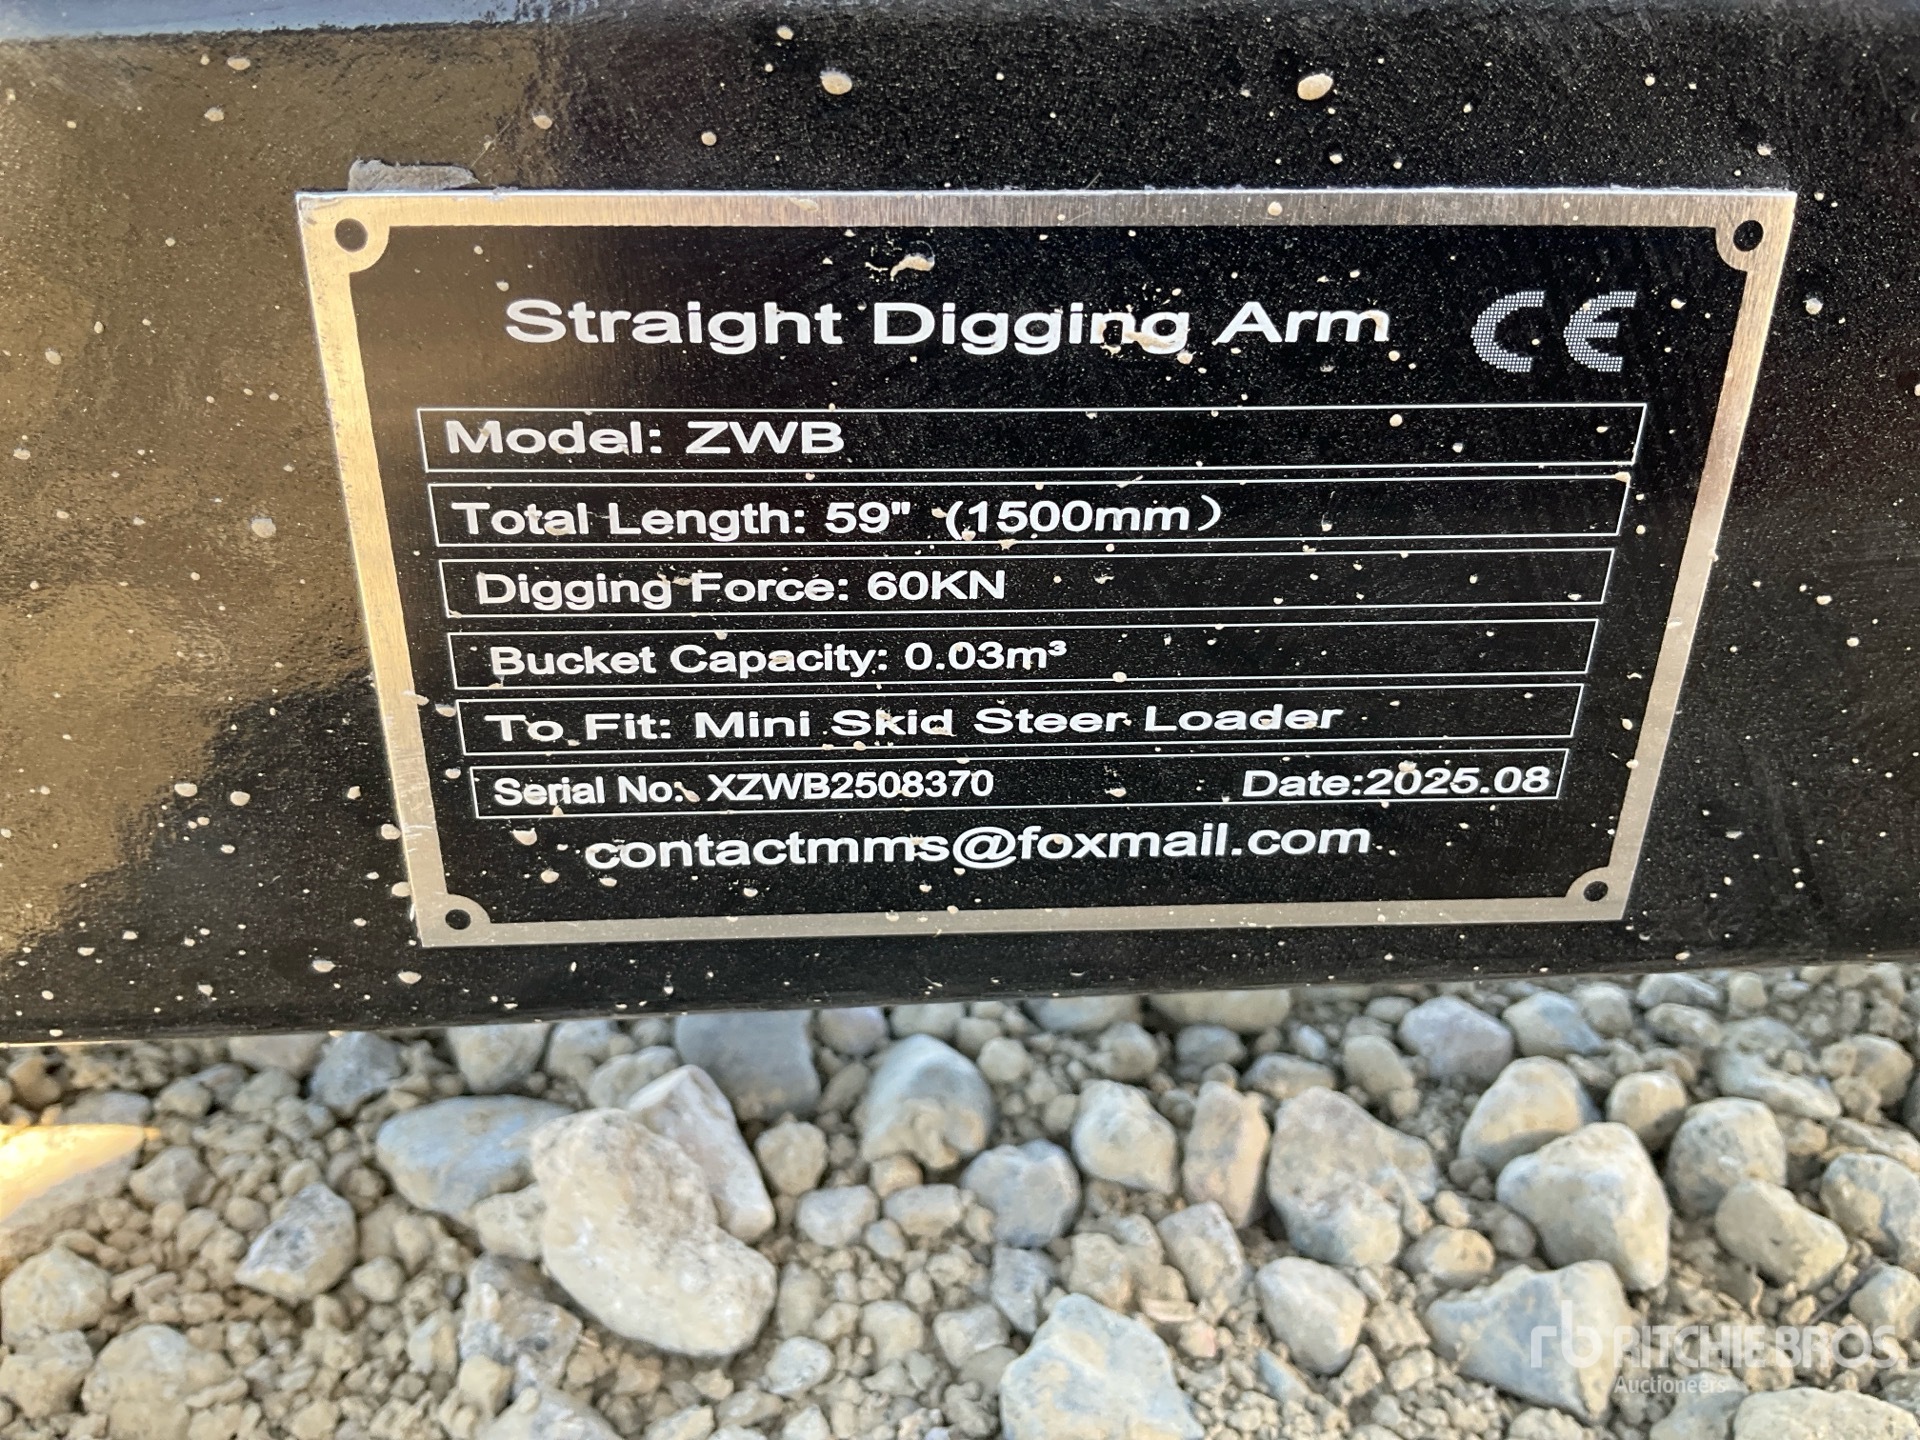 Straight Digging Arm CE
Model: ZWB
Total Length: 59" (1500mm)
Digging Force: 60KN
Bucket Capacity: 0.03m³
To Fit: Mini Skid Steer Loader
Serial No: XZWB2508370 Date:2025.08
contactmms@foxmail.com
rb RITCHIE BROS
Auctioneers